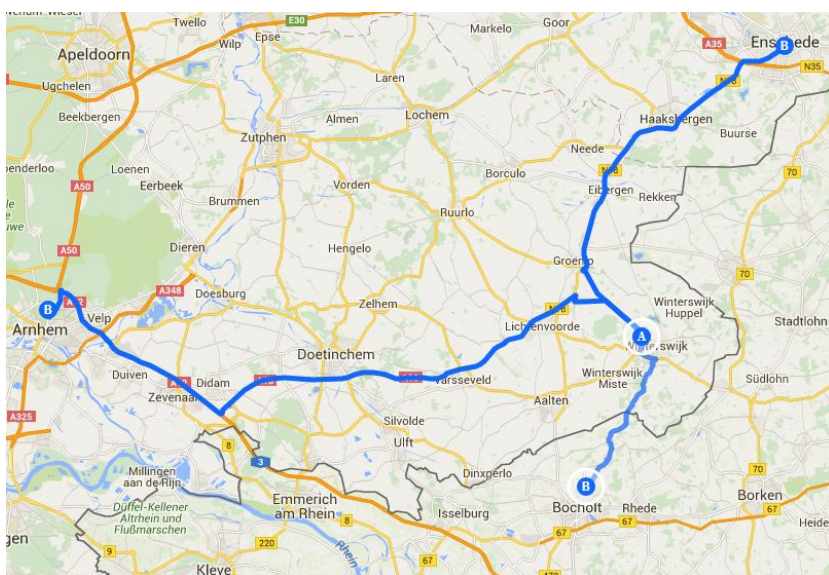 Twello
E30
Epse
Wilp
Apeldoorn
Ugchelen
Beekbergen
Markelo
Goor
A35
Enschede
B
N35
Laren
Almen
Lochem
Haaksbergen
Buurse
Zutphen
Loenen
Eerbeek
A50
Neede
Borculo
Vorden
Brummen
Ruurlo
Eibergen
Rekken
70
A50
Dieren
Hengelo
Groenlo
70
A348
Doesburg
Winterswijk
Huppel
B
Velp
Zelhem
Lichtenvoorde
Stadtlohn
Arnhem
A
Winterswijk
Doetinchem
Duiven
Didam
Varsseveld
Winterswijk
Miste
Südlohn
Zevenaar
Aalten
A325
Silvolde
Ulft
8
3
Dinxperlo
70
Millingen
aan de Rijn
B
Emmerich
am Rhein
Borken
Düffel-Kellener
Altrhein und
Flußmarschen
Isselburg
Bocholt
Rhede
67
67
8
Rhein
9
220
67
Kleve